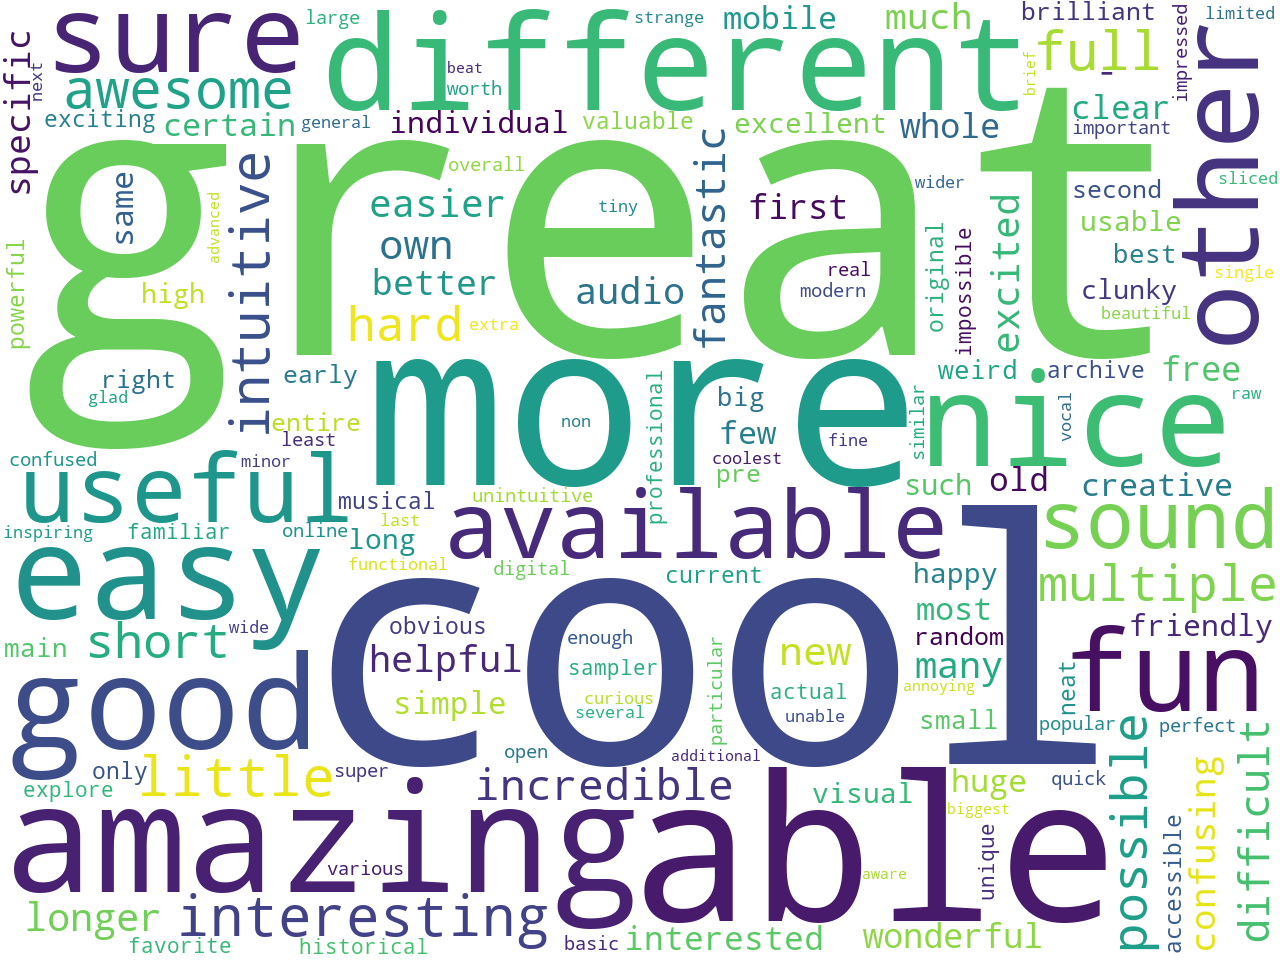 great
cool
more
amazing
able
different
nice
easy
good
fun
other
sure
useful
available
sound
awesome
full
intuitive
fantastic
interesting
incredible
multiple
possible
difficult
confusing
little
short
hard
helpful
many
new
simple
easier
better
own
audio
first
individual
certain
specific
excited
mobile
much
brilliant
impressed
limited
large
strange
beat
worth
brief
next
exciting
general
valuable
excellent
whole
clear
important
overall
same
advanced
tiny
wider
second
sliced
usable
powerful
high
real
modern
original
impossible
best
single
clunky
beautiful
extra
right
glad
early
entire
least
weird
archive
free
raw
professional
big
few
non
fine
coolest
similar
vocal
confused
minor
musical
pre
such
old
creative
unintuitive
last
inspiring
familiar
online
long
functional
digital
current
happy
most
random
friendly
main
wide
obvious
enough
sampler
curious
several
actual
unable
particular
annoying
small
neat
popular
perfect
only
super
open
additional
explore
visual
huge
biggest
quick
unique
accessible
various
aware
longer
favorite
historical
basic
interested
wonderful